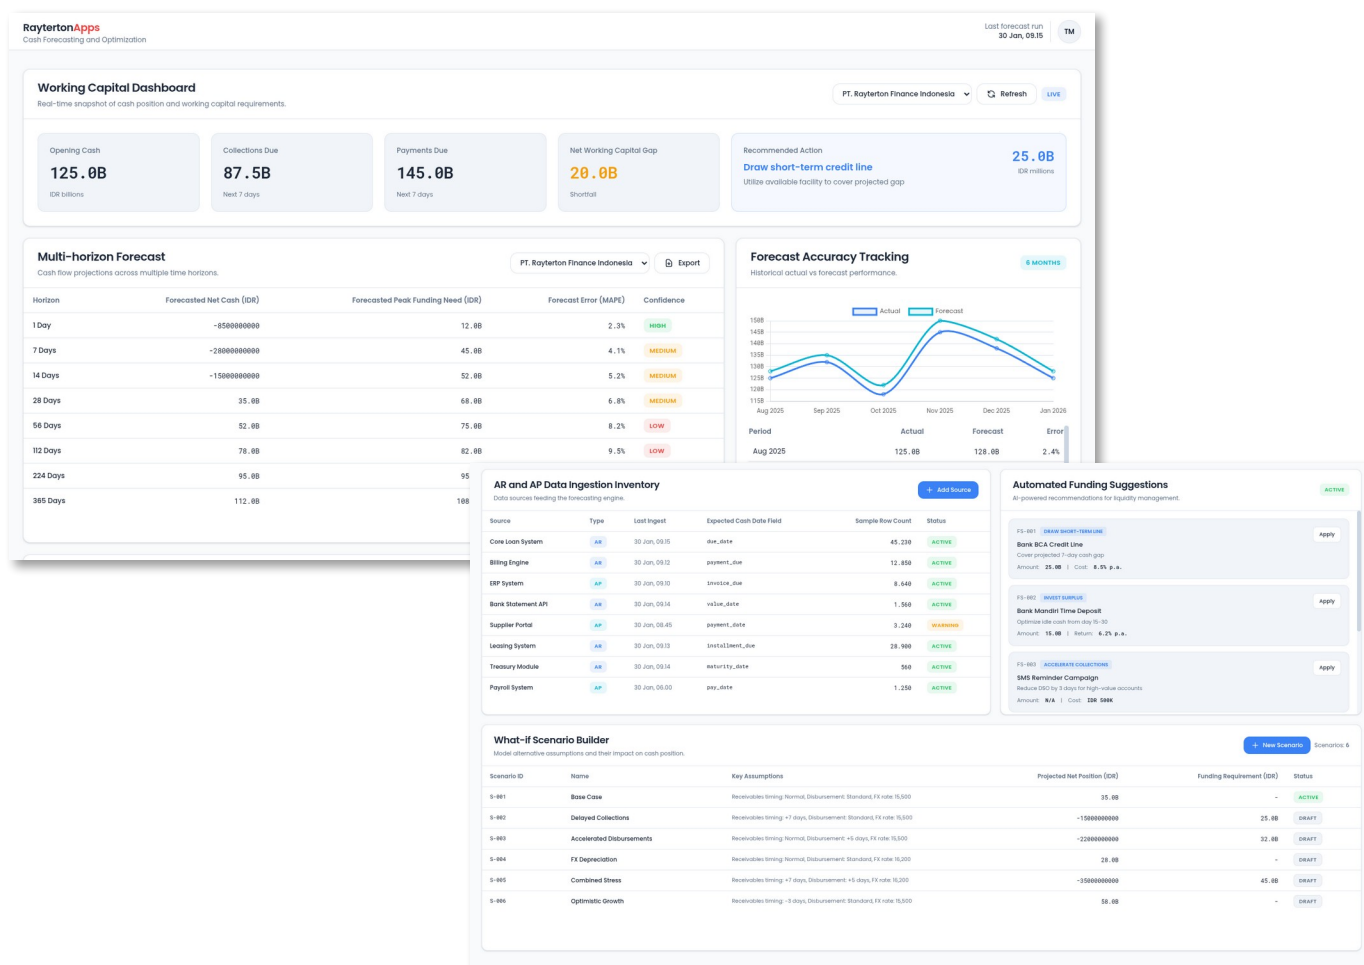 RaytertonApps
Cash Forecasting and Optimization
Last forecast run
30 Jan, 09.15
TM
Working Capital Dashboard
Real-time snapshot of cash position and working capital requirements.
PT. Rayterton Finance Indonesia
Refresh
LIVE
Opening Cash
125.0B
IDR billions
Collections Due
87.5B
Next 7 days
Payments Due
145.0B
Next 7 days
Net Working Capital Gap
20.0B
Shortfall
Recommended Action
Draw short-term credit line
Utilize available facility to cover projected gap
25.0B
IDR millions
Multi-horizon Forecast
Cash flow projections across multiple time horizons.
PT. Rayterton Finance Indonesia
Export
Horizon Forecasted Net Cash (IDR) Forecasted Peak Funding Need (IDR) Forecast Error (MAPE) Confidence
1 Day -8500000000 12.0B 2.3% HIGH
7 Days -28000000000 45.0B 4.1% MEDIUM
14 Days -15000000000 52.0B 5.2% MEDIUM
28 Days 35.0B 68.0B 6.8% MEDIUM
56 Days 52.0B 75.0B 8.2% LOW
112 Days 78.0B 82.0B 9.5% LOW
224 Days 95.0B 95
365 Days 112.0B 108
Forecast Accuracy Tracking
Historical actual vs forecast performance.
6 MONTHS
Actual Forecast
150B
145B
140B
135B
130B
125B
120B
115B
Aug 2025 Sep 2025 Oct 2025 Nov 2025 Dec 2025 Jan 2026
Period Actual Forecast Error
Aug 2025 125.0B 128.0B 2.4%
AR and AP Data Ingestion Inventory
Data sources feeding the forecasting engine.
+ Add Source
Source Type Last Ingest Expected Cash Date Field Sample Row Count Status
Core Loan System AR 30 Jan, 09.15 due_date 45.230 ACTIVE
Billing Engine AR 30 Jan, 09.12 payment_due 12.850 ACTIVE
ERP System AP 30 Jan, 09.10 invoice_due 8.640 ACTIVE
Bank Statement API AR 30 Jan, 09.14 value_date 1.560 ACTIVE
Supplier Portal AP 30 Jan, 08.45 payment_date 3.240 WARNING
Leasing System AR 30 Jan, 09.13 installment_due 28.900 ACTIVE
Treasury Module AR 30 Jan, 09.14 maturity_date 560 ACTIVE
Payroll System AP 30 Jan, 06.00 pay_date 1.250 ACTIVE
Automated Funding Suggestions
AI-powered recommendations for liquidity management.
ACTIVE
FS-001 DRAW SHORT-TERM LINE
Bank BCA Credit Line
Cover projected 7-day cash gap
Amount: 25.0B | Cost: 8.5% p.a.
Apply
FS-002 INVEST SURPLUS
Bank Mandiri Time Deposit
Optimize idle cash from day 15-30
Amount: 15.0B | Return: 6.2% p.a.
Apply
FS-003 ACCELERATE COLLECTIONS
SMS Reminder Campaign
Reduce DSO by 3 days for high-value accounts
Amount: N/A | Cost: IDR 500K
Apply
What-if Scenario Builder
Model alternative assumptions and their impact on cash position.
+ New Scenario
Scenarios: 6
Scenario ID Name Key Assumptions Projected Net Position (IDR) Funding Requirement (IDR) Status
S-001 Base Case Receivables timing: Normal, Disbursement: Standard, FX rate: 15,500 35.0B - ACTIVE
S-002 Delayed Collections Receivables timing: +7 days, Disbursement: Standard, FX rate: 15,500 -15000000000 25.0B DRAFT
S-003 Accelerated Disbursements Receivables timing: Normal, Disbursement: +5 days, FX rate: 15,500 -22000000000 32.0B DRAFT
S-004 FX Depreciation Receivables timing: Normal, Disbursement: Standard, FX rate: 16,200 28.0B - DRAFT
S-005 Combined Stress Receivables timing: +7 days, Disbursement: +5 days, FX rate: 16,200 -35000000000 45.0B DRAFT
S-006 Optimistic Growth Receivables timing: -3 days, Disbursement: Standard, FX rate: 15,500 58.0B - DRAFT